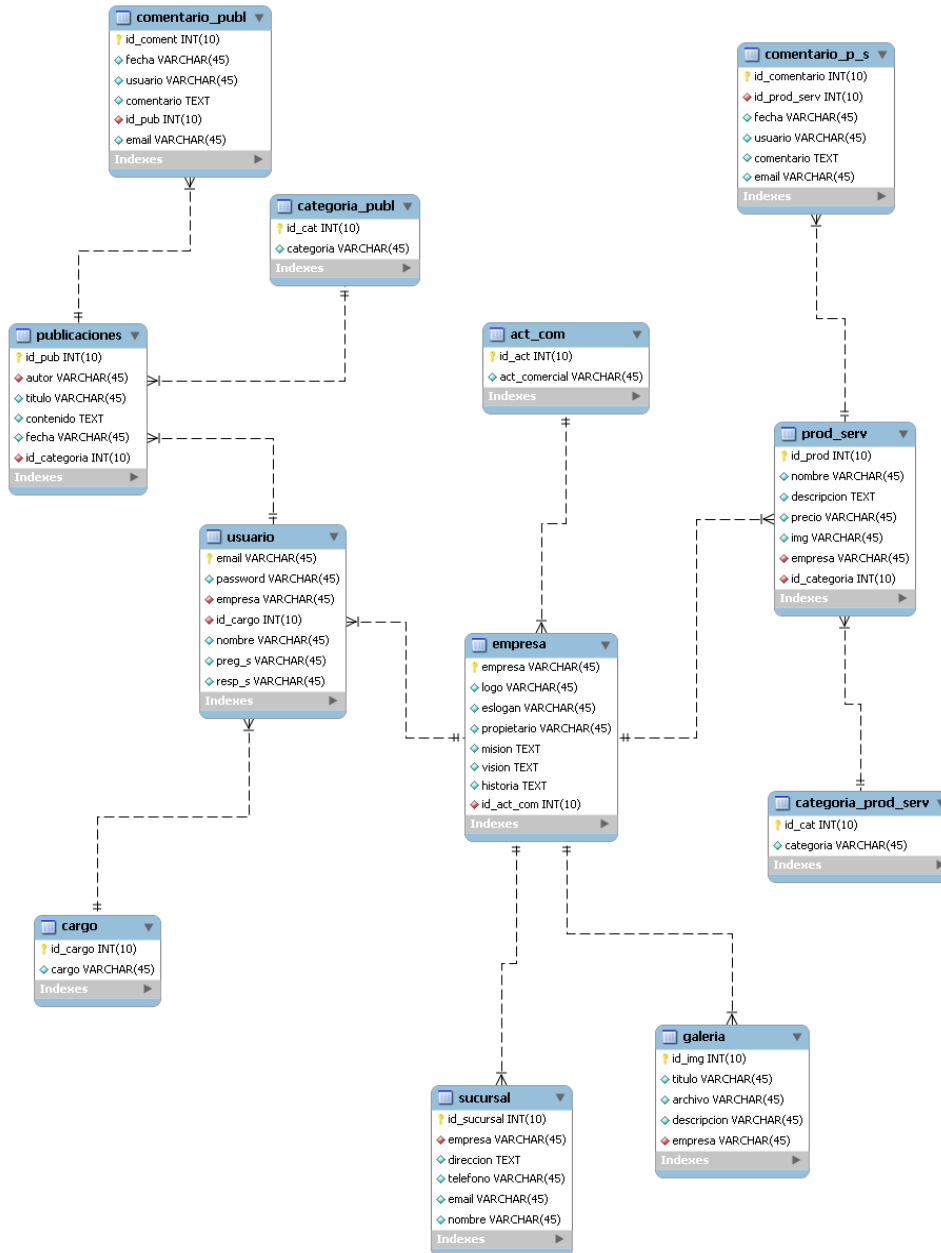 comentario_publ
id_coment INT(10)
fecha VARCHAR(45)
usuario VARCHAR(45)
comentario TEXT
id_pub INT(10)
email VARCHAR(45)
Indexes
comentario_p_s
id_comentario INT(10)
id_prod_serv INT(10)
fecha VARCHAR(45)
usuario VARCHAR(45)
comentario TEXT
email VARCHAR(45)
Indexes
categoria_publ
id_cat INT(10)
categoria VARCHAR(45)
Indexes
publicaciones
id_pub INT(10)
autor VARCHAR(45)
titulo VARCHAR(45)
contenido TEXT
fecha VARCHAR(45)
id_categoria INT(10)
Indexes
act_com
id_act INT(10)
act_comercial VARCHAR(45)
Indexes
prod_serv
id_prod INT(10)
nombre VARCHAR(45)
descripcion TEXT
precio VARCHAR(45)
img VARCHAR(45)
empresa VARCHAR(45)
id_categoria INT(10)
Indexes
usuario
email VARCHAR(45)
password VARCHAR(45)
empresa VARCHAR(45)
id_cargo INT(10)
nombre VARCHAR(45)
preg_s VARCHAR(45)
resp_s VARCHAR(45)
Indexes
empresa
empresa VARCHAR(45)
logo VARCHAR(45)
eslogan VARCHAR(45)
propietario VARCHAR(45)
mision TEXT
vision TEXT
historia TEXT
id_act_com INT(10)
Indexes
categoria_prod_serv
id_cat INT(10)
categoria VARCHAR(45)
Indexes
cargo
id_cargo INT(10)
cargo VARCHAR(45)
Indexes
galeria
id_img INT(10)
titulo VARCHAR(45)
archivo VARCHAR(45)
descripcion VARCHAR(45)
empresa VARCHAR(45)
Indexes
sucursal
id_sucursal INT(10)
empresa VARCHAR(45)
direccion TEXT
telefono VARCHAR(45)
email VARCHAR(45)
nombre VARCHAR(45)
Indexes